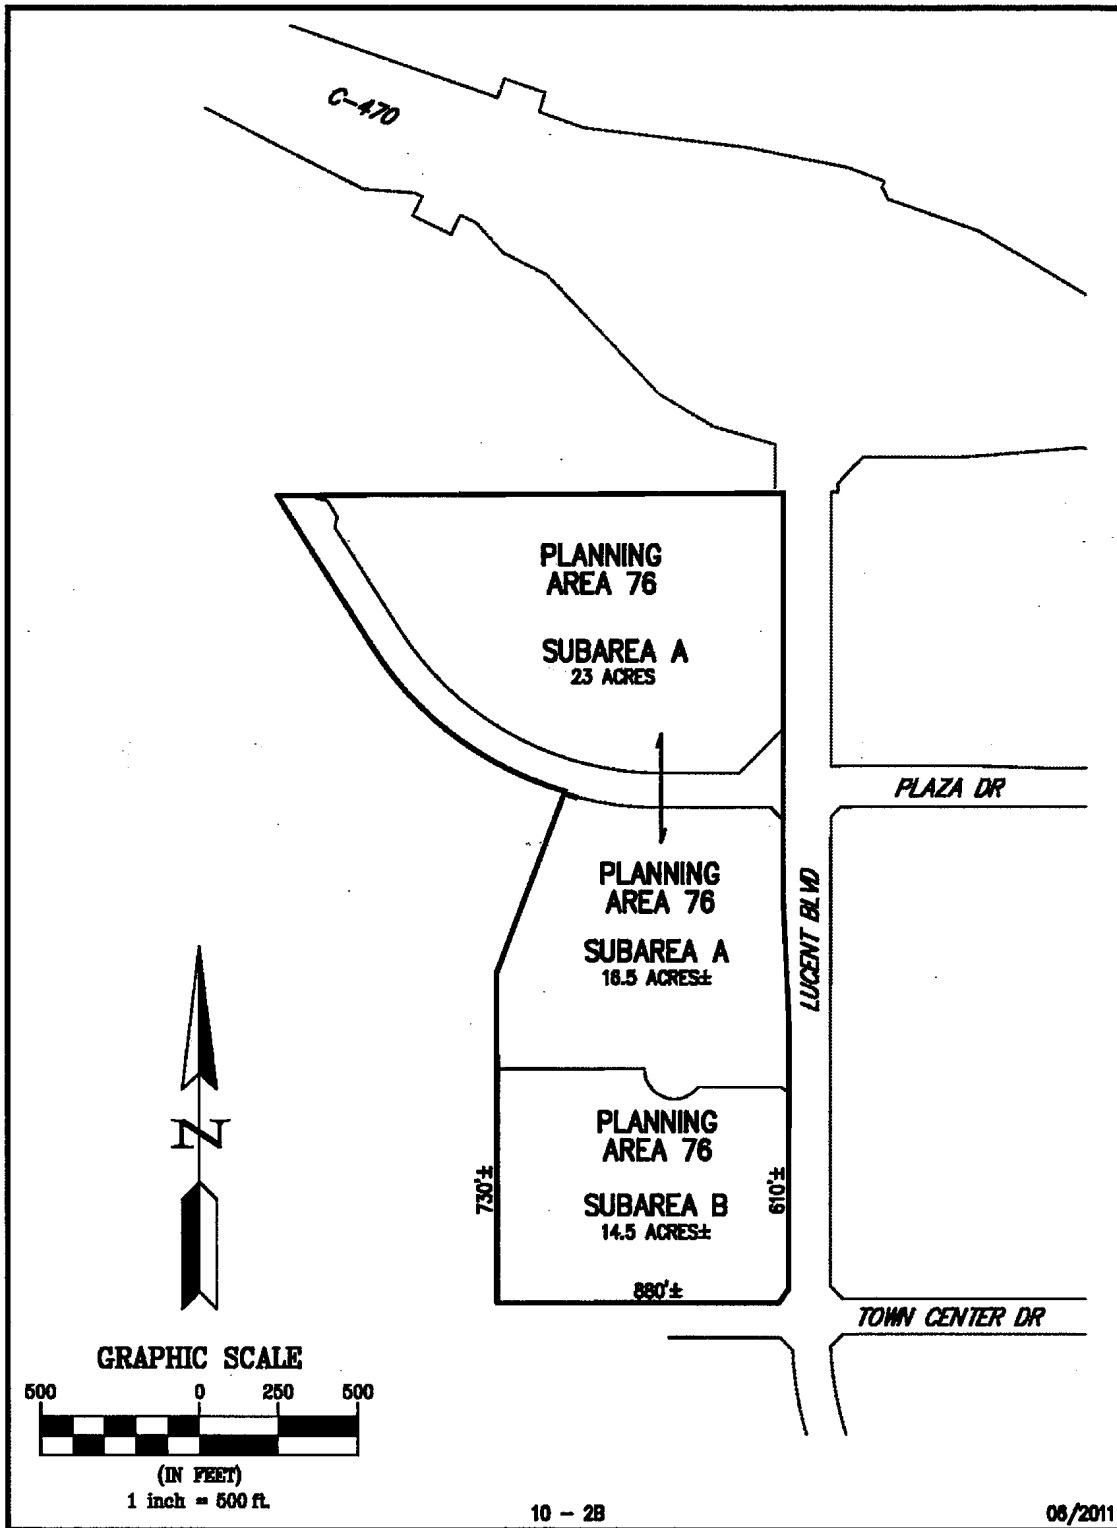 C-470
PLANNING
AREA 76
SUBAREA A
23 ACRES
PLAZA DR
PLANNING
AREA 76
SUBAREA A
16.5 ACRES±
LUCENT BLVD
PLANNING
AREA 76
SUBAREA B
14.5 ACRES±
730'±
610'±
880'±
TOWN CENTER DR
N
GRAPHIC SCALE
500 0 250 500
(IN FEET)
1 inch = 500 ft.
10 - 2B
06/2011